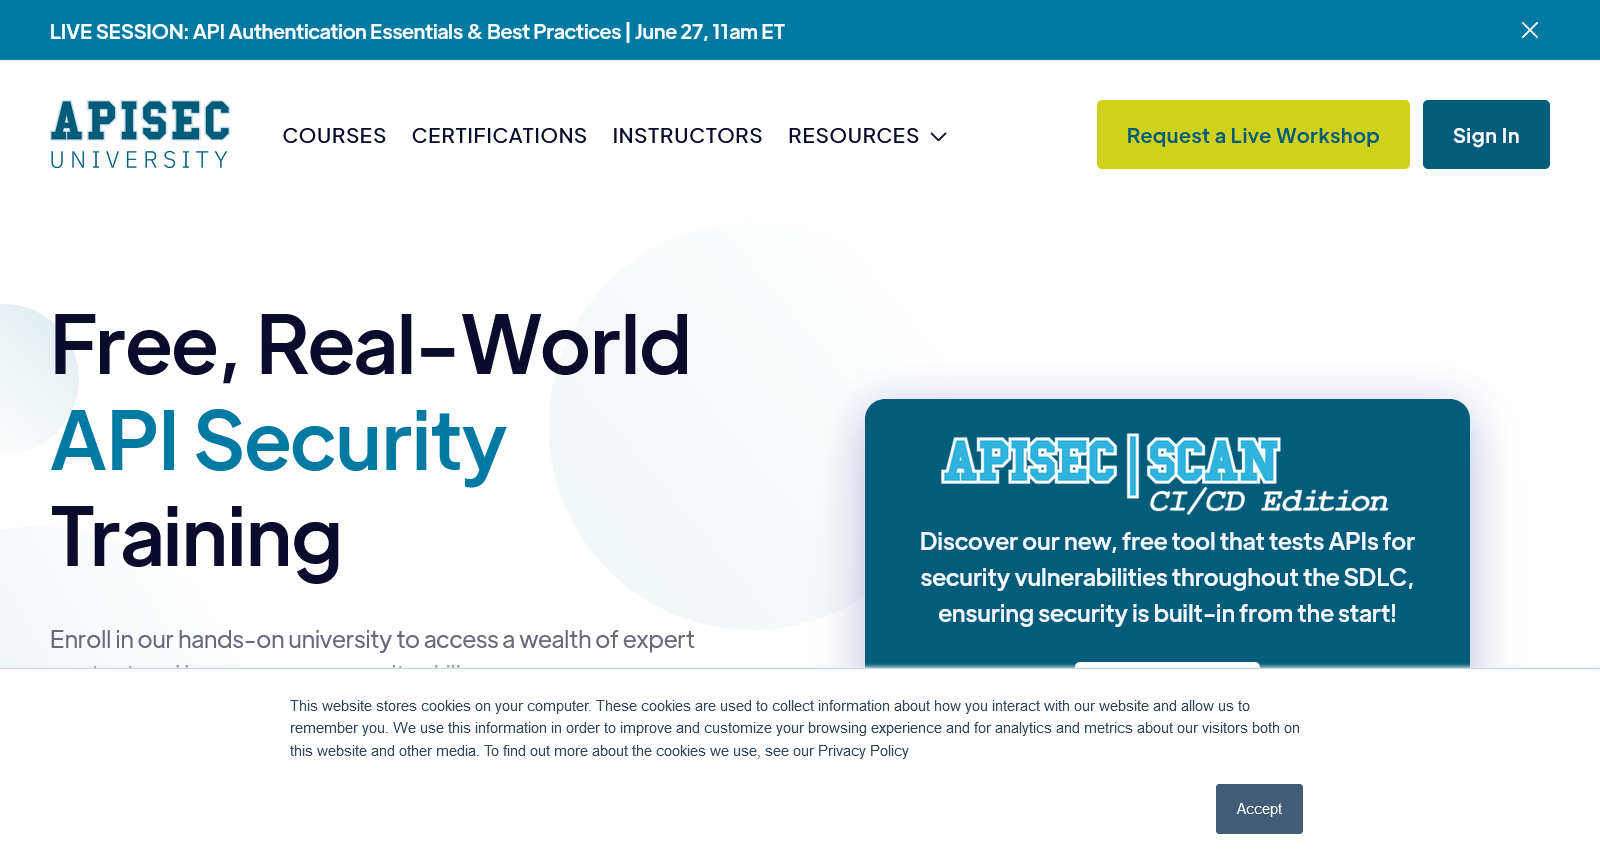 LIVE SESSION: API Authentication Essentials & Best Practices | June 27, 11am ET
APISEC
UNIVERSITY
COURSES
CERTIFICATIONS
INSTRUCTORS
RESOURCES
Request a Live Workshop
Sign In
Free, Real-World
API Security
Training
Enroll in our hands-on university to access a wealth of expert
APISEC|SCAN
CI/CD Edition
Discover our new, free tool that tests APIs for
security vulnerabilities throughout the SDLC,
ensuring security is built-in from the start!
This website stores cookies on your computer. These cookies are used to collect information about how you interact with our website and allow us to
remember you. We use this information in order to improve and customize your browsing experience and for analytics and metrics about our visitors both on
this website and other media. To find out more about the cookies we use, see our Privacy Policy
Accept